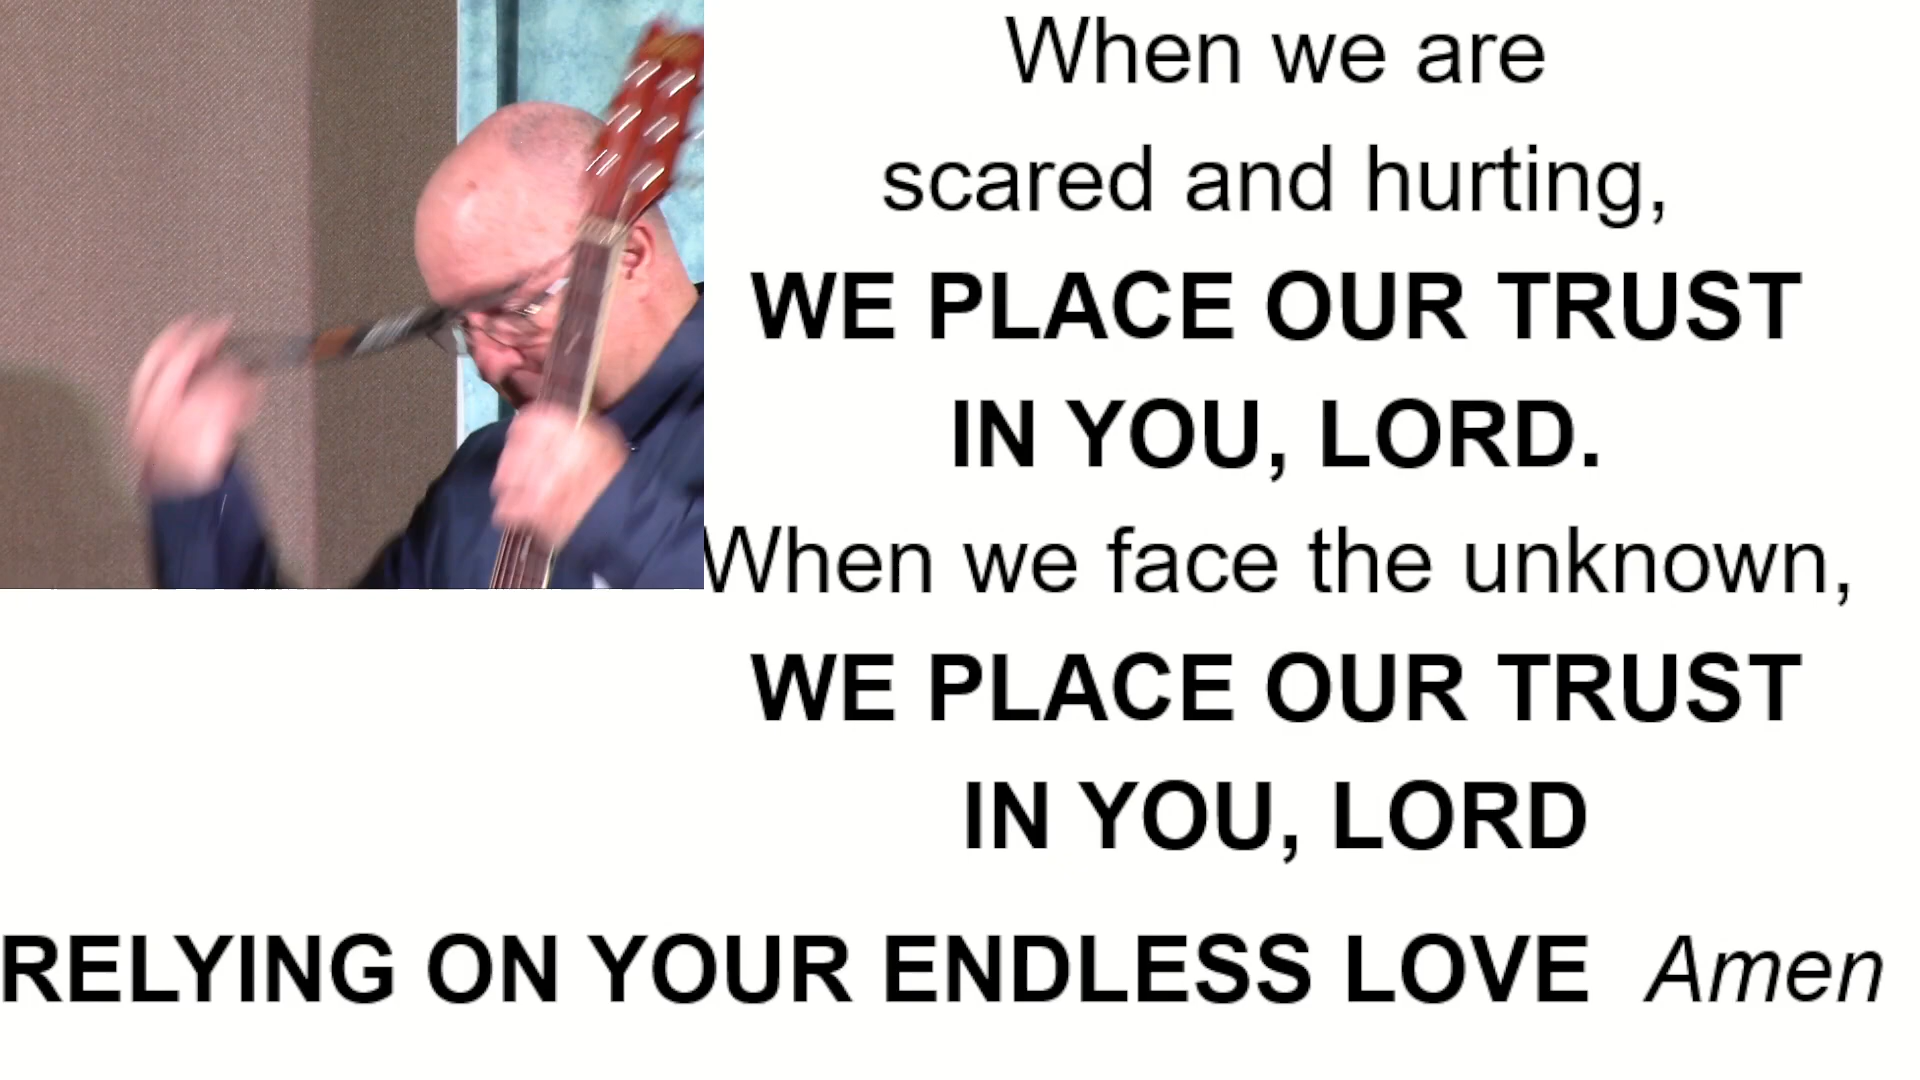 When we are
scared and hurting,
WE PLACE OUR TRUST
IN YOU, LORD.
When we face the unknown,
WE PLACE OUR TRUST
IN YOU, LORD
RELYING ON YOUR ENDLESS LOVE Amen